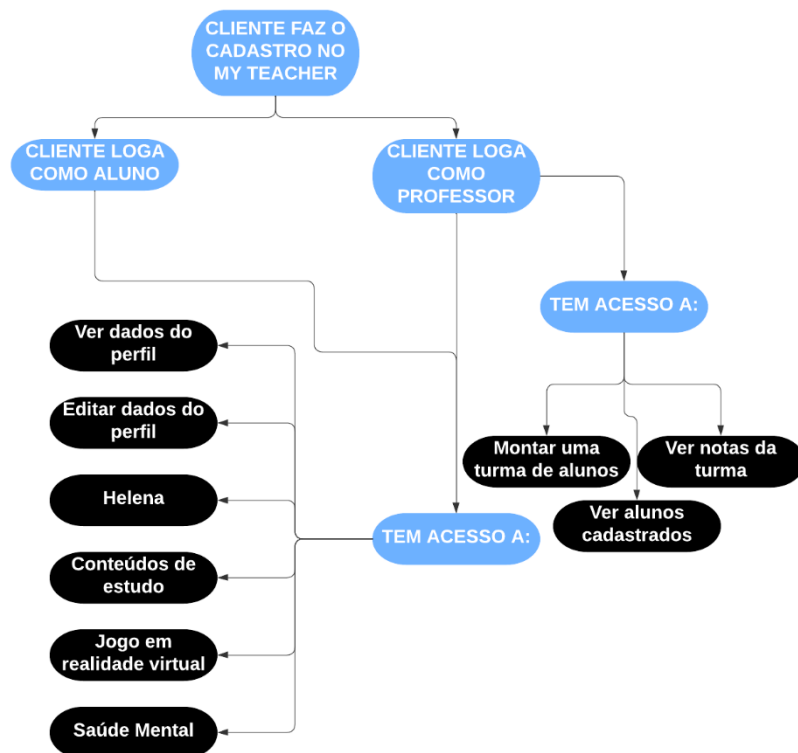 CLIENTE FAZ O
CADASTRO NO
MY TEACHER
CLIENTE LOGA
COMO ALUNO
CLIENTE LOGA
COMO
PROFESSOR
TEM ACESSO A:
Ver dados do
perfil
Editar dados do
perfil
Helena
Conteúdos de
estudo
Jogo em
realidade virtual
Saúde Mental
TEM ACESSO A:
Montar uma
turma de alunos
Ver alunos
cadastrados
Ver notas da
turma